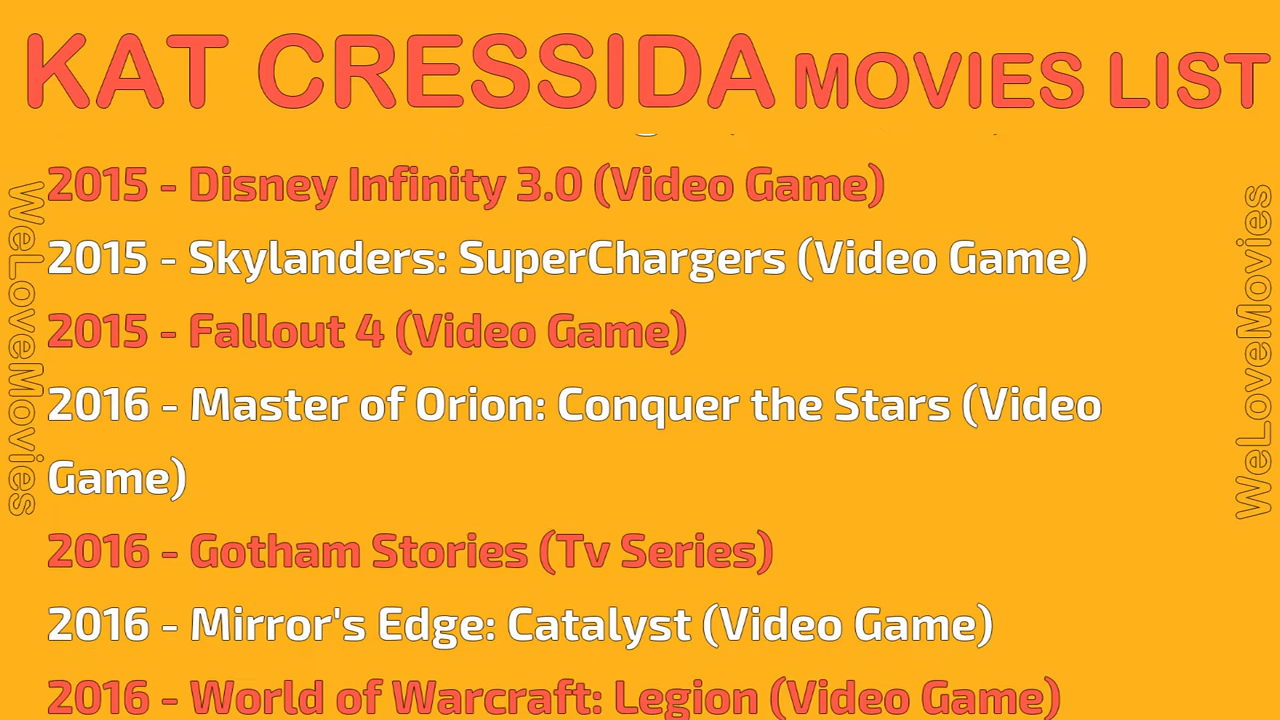 KAT CRESSIDA MOVIES LIST
2015 - Disney Infinity 3.0 (Video Game)
2015 - Skylanders: SuperChargers (Video Game)
2015 - Fallout 4 (Video Game)
2016 - Master of Orion: Conquer the Stars (Video
Game)
2016 - Gotham Stories (Tv Series)
2016 - Mirror's Edge: Catalyst (Video Game)
2016 - World of Warcraft: Legion (Video Game)
WeLoveMovies
WeLoveMovies